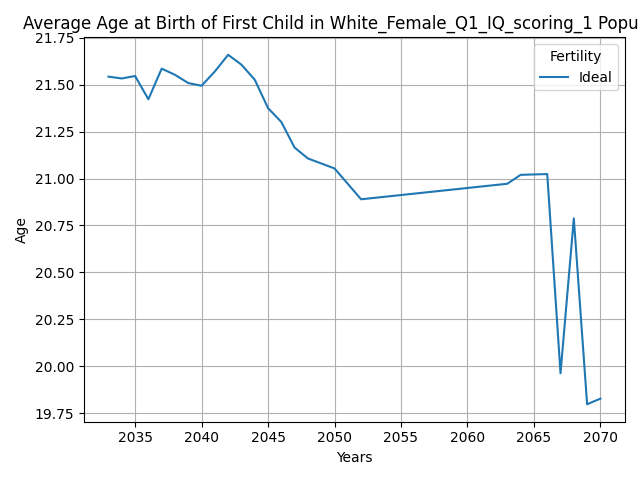 Average Age at Birth of First Child in White_Female_Q1_IQ_scoring_1 Popu
21.75
21.50
21.25
21.00
20.75
20.50
20.25
20.00
19.75
Age
Fertility
Ideal
2035 2040 2045 2050 2055 2060 2065 2070
Years